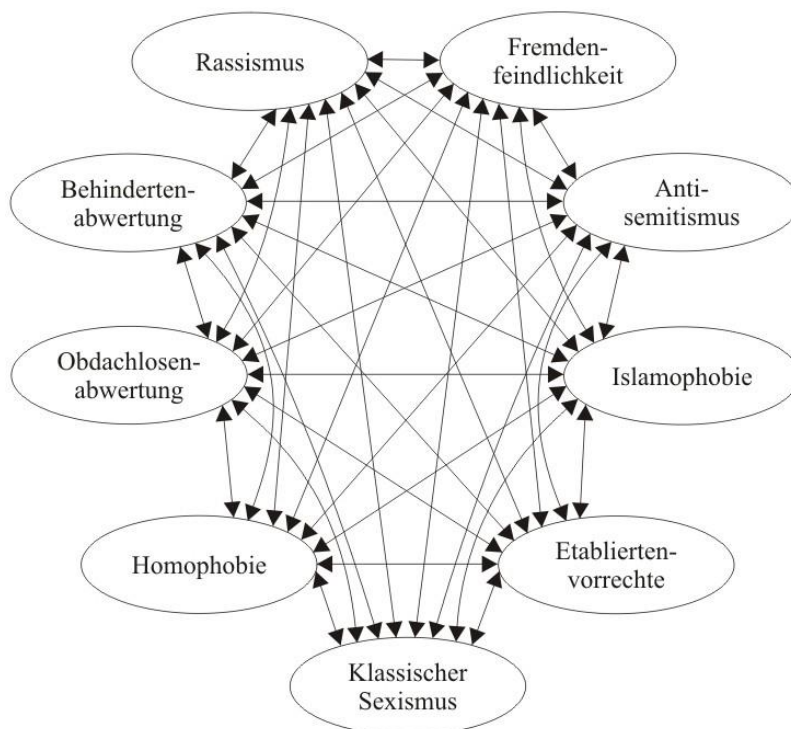 Rassismus
Fremden-
feindlichkeit
Behinderten-
abwertung
Anti-
semitismus
Obdachlosen-
abwertung
Islamophobie
Homophobie
Etablierten-
vorrechte
Klassischer
Sexismus